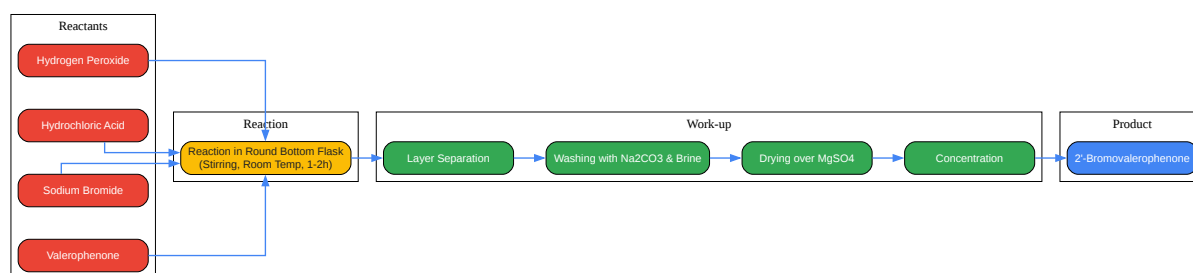 Reactants
Hydrogen Peroxide
Hydrochloric Acid
Sodium Bromide
Valerophenone
Reaction
Reaction in Round Bottom Flask
(Stirring, Room Temp, 1-2h)
Work-up
Layer Separation
Washing with Na2CO3 & Brine
Drying over MgSO4
Concentration
Product
2'-Bromovalerophenone